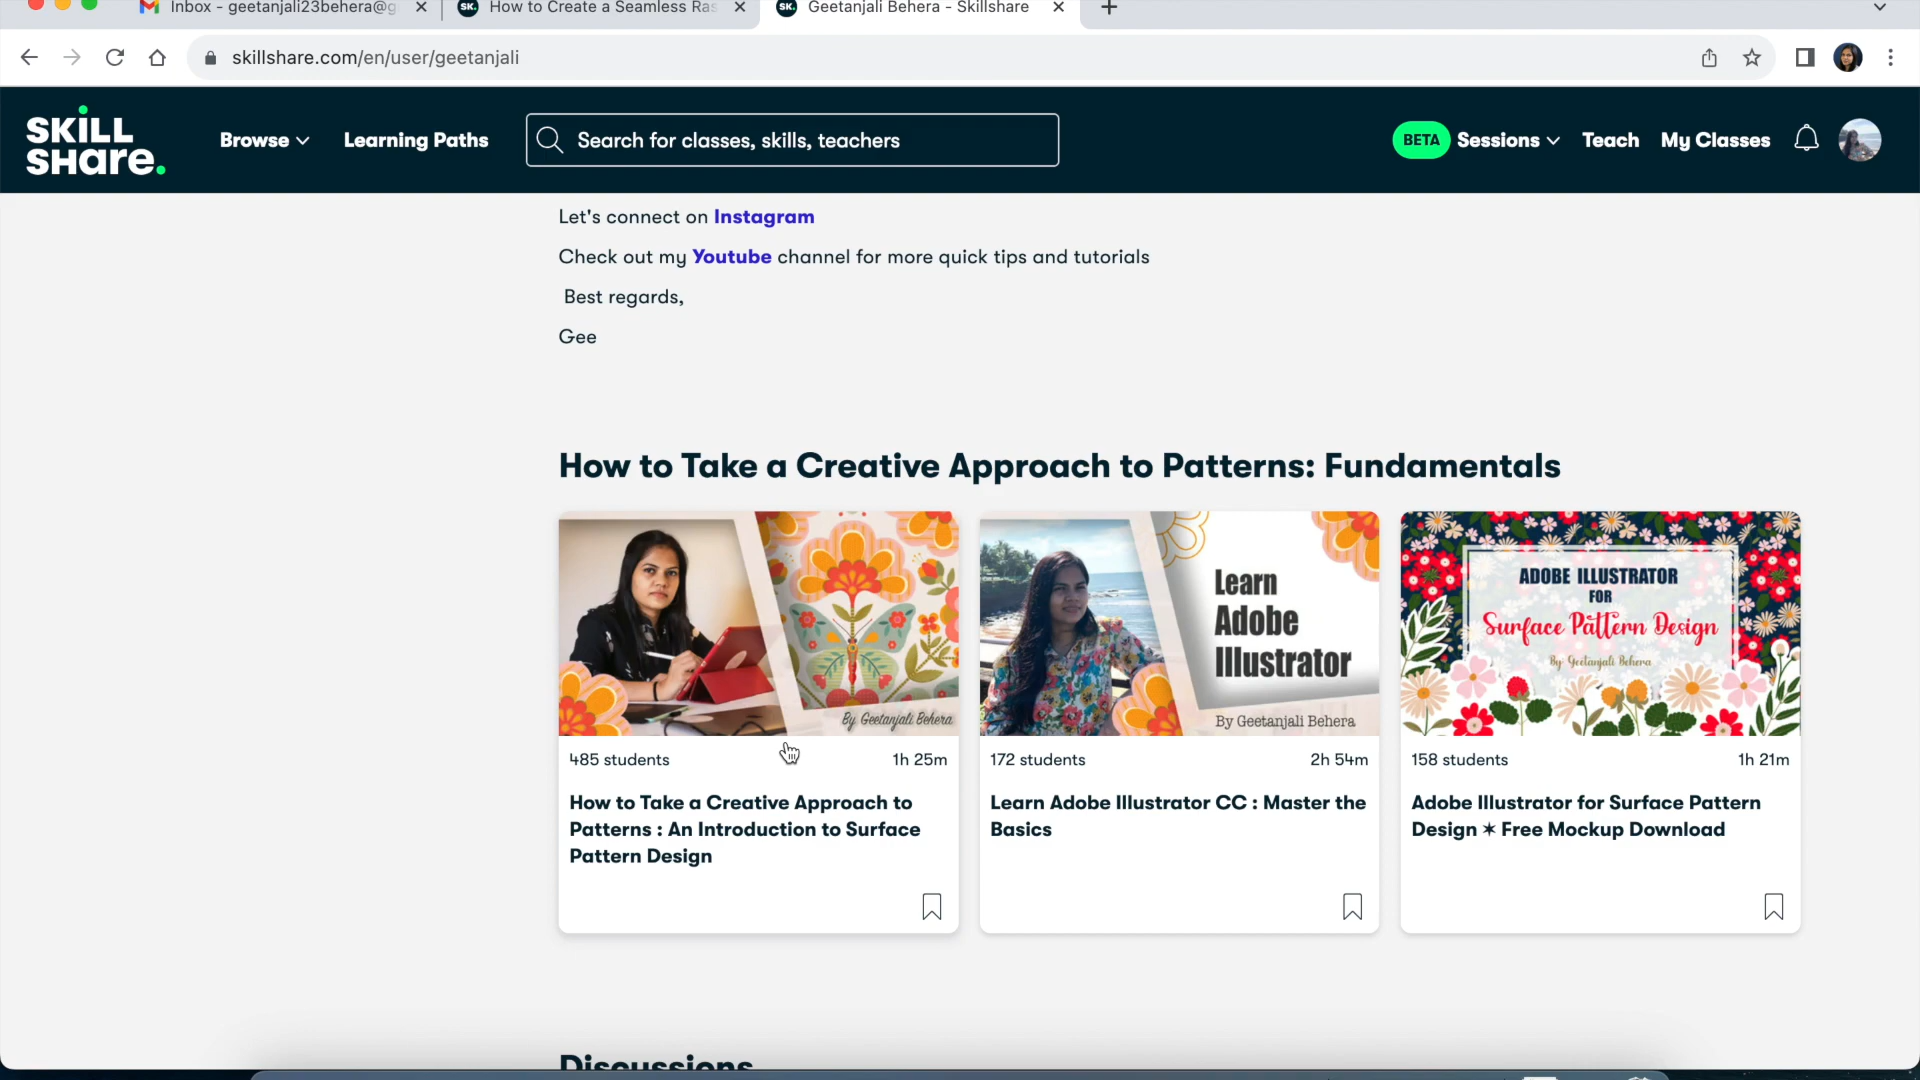 Inbox - geetanjali23behera@g
How to Create a Seamless Ras
Geetanjali Behera - Skillshare
skillshare.com/en/user/geetanjali
SKiLL
SHare.
Browse
Learning Paths
Search for classes, skills, teachers
BETA
Sessions
Teach
My Classes
Let's connect on Instagram
Check out my Youtube channel for more quick tips and tutorials
Best regards,
Gee
How to Take a Creative Approach to Patterns: Fundamentals
By Geetanjali Behera
485 students
1h 25m
How to Take a Creative Approach to
Patterns : An Introduction to Surface
Pattern Design
Learn
Adobe
Illustrator
By Geetanjali Behera
172 students
2h 54m
Learn Adobe Illustrator CC : Master the
Basics
ADOBE ILLUSTRATOR
FOR
Surface Pattern Design
By: Geetanjali Behera
158 students
1h 21m
Adobe Illustrator for Surface Pattern
Design ✶ Free Mockup Download
Discussions